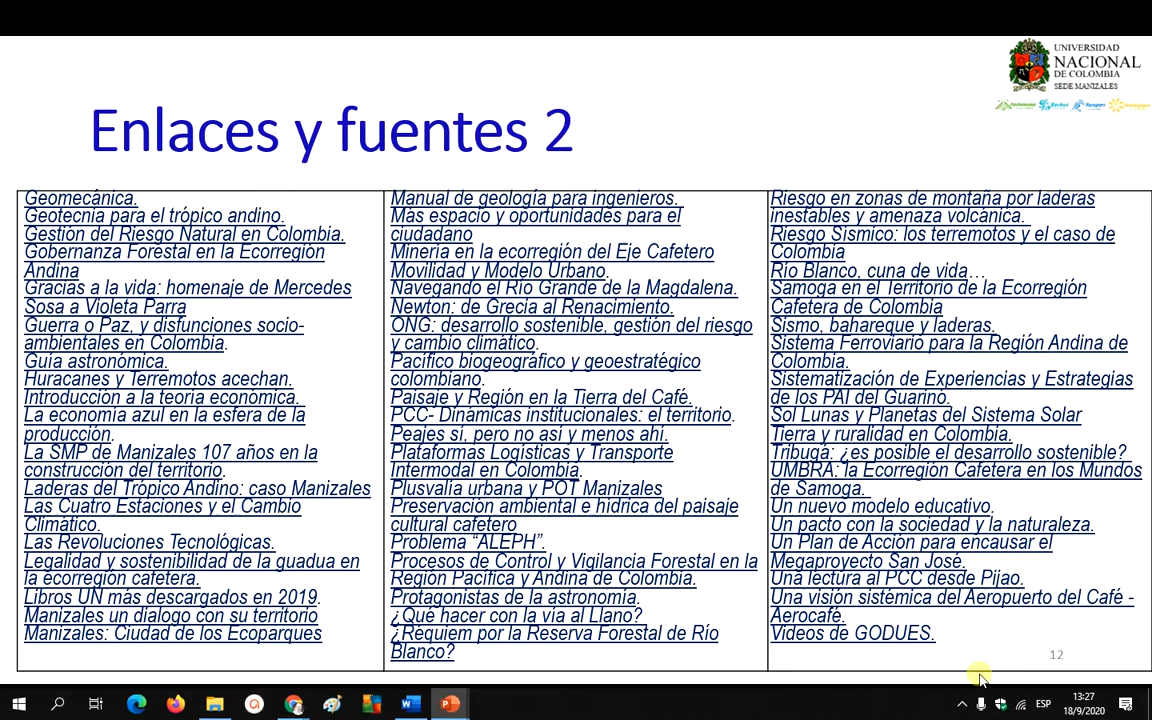 UNIVERSIDAD
NACIONAL
DE COLOMBIA
SEDE MANIZALES
Enlaces y fuentes 2
Geomecánica.
Geotecnia para el trópico andino.
Gestión del Riesgo Natural en Colombia.
Gobernanza Forestal en la Ecorregión
Andina
Gracias a la vida: homenaje de Mercedes
Sosa a Violeta Parra
Guerra o Paz, y disfunciones socio-
ambientales en Colombia.
Guía astronómica.
Huracanes y Terremotos acechan.
Introducción a la teoría económica.
La economía azul en la esfera de la
producción.
La SMP de Manizales 107 años en la
construcción del territorio.
Laderas del Trópico Andino: caso Manizales
Las Cuatro Estaciones y el Cambio
Climático.
Las Revoluciones Tecnológicas.
Legalidad y sostenibilidad de la guadua en
la ecorregión cafetera.
Libros UN más descargados en 2019.
Manizales un dialogo con su territorio
Manizales: Ciudad de los Ecoparques
Manual de geología para ingenieros.
Más espacio y oportunidades para el
ciudadano
Minería en la ecorregión del Eje Cafetero
Movilidad y Modelo Urbano.
Navegando el Río Grande de la Magdalena.
Newton: de Grecia al Renacimiento.
ONG: desarrollo sostenible, gestión del riesgo
y cambio climático.
Pacífico biogeográfico y geoestratégico
colombiano.
Paisaje y Región en la Tierra del Café.
PCC- Dinámicas institucionales: el territorio.
Peajes sí, pero no así y menos ahí.
Plataformas Logísticas y Transporte
Intermodal en Colombia.
Plusvalía urbana y POT Manizales
Preservación ambiental e hídrica del paisaje
cultural cafetero
Problema “ALEPH”.
Procesos de Control y Vigilancia Forestal en la
Región Pacífica y Andina de Colombia.
Protagonistas de la astronomía.
¿Qué hacer con la vía al Llano?
¿Réquiem por la Reserva Forestal de Río
Blanco?
Riesgo en zonas de montaña por laderas
inestables y amenaza volcánica.
Riesgo Sísmico: los terremotos y el caso de
Colombia
Río Blanco, cuna de vida…
Samoga en el Territorio de la Ecorregión
Cafetera de Colombia
Sismo, bahareque y laderas.
Sistema Ferroviario para la Región Andina de
Colombia.
Sistematización de Experiencias y Estrategias
de los PAI del Guarinó.
Sol Lunas y Planetas del Sistema Solar
Tierra y ruralidad en Colombia.
Tribugá: ¿es posible el desarrollo sostenible?
UMBRA: la Ecorregión Cafetera en los Mundos
de Samoga.
Un nuevo modelo educativo.
Un pacto con la sociedad y la naturaleza.
Un Plan de Acción para encausar el
Megaproyecto San José.
Una lectura al PCC desde Pijao.
Una visión sistémica del Aeropuerto del Café -
Aerocafé.
Videos de GODUES.
12
ESP
13:27
18/9/2020